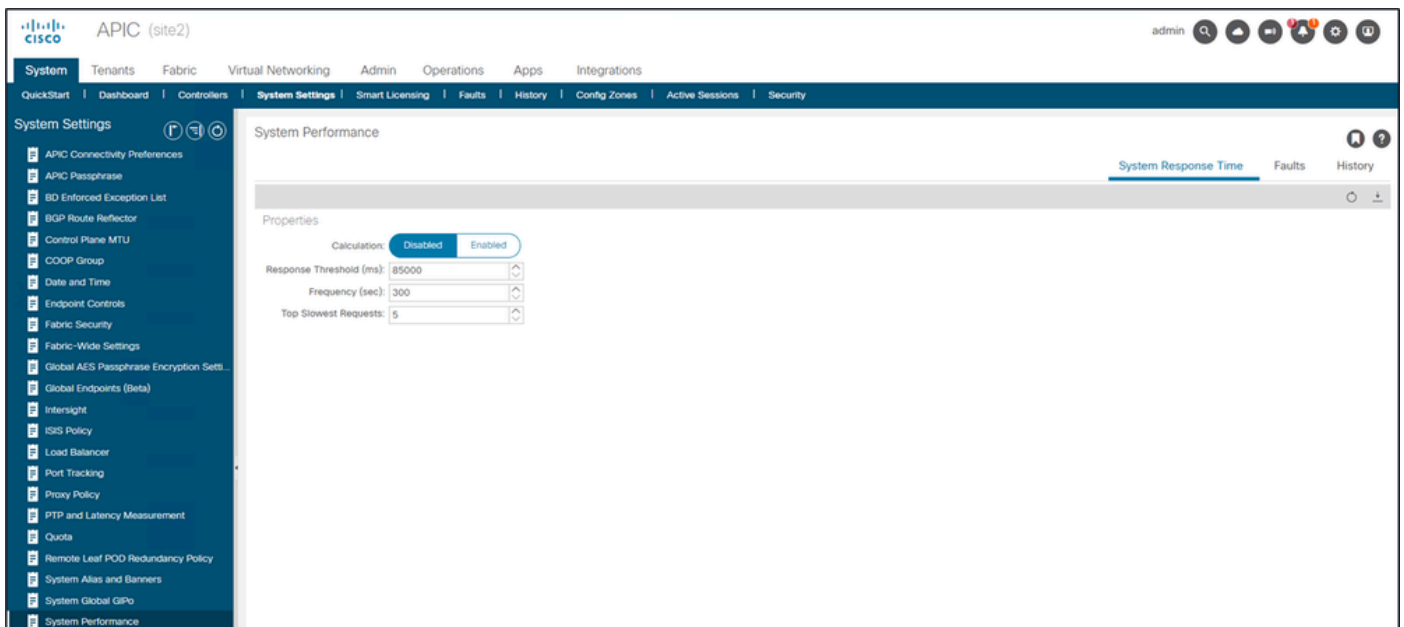 CISCO
APIC (site2)
admin
System Tenants Fabric Virtual Networking Admin Operations Apps Integrations
QuickStart | Dashboard | Controllers | System Settings | Smart Licensing | Faults | History | Config Zones | Active Sessions | Security
System Settings
APIC Connectivity Preferences
APIC Passphrase
BD Enforced Exception List
BGP Route Reflector
Control Plane MTU
COOP Group
Date and Time
Endpoint Controls
Fabric Security
Fabric-Wide Settings
Global AES Passphrase Encryption Setti...
Global Endpoints (Beta)
Intersight
ISIS Policy
Load Balancer
Port Tracking
Proxy Policy
PTP and Latency Measurement
Quota
Remote Leaf POD Redundancy Policy
System Alias and Banners
System Global GIPo
System Performance
System Performance
System Response Time Faults History
Properties
Calculation: Disabled Enabled
Response Threshold (ms): 85000
Frequency (sec): 300
Top Slowest Requests: 5